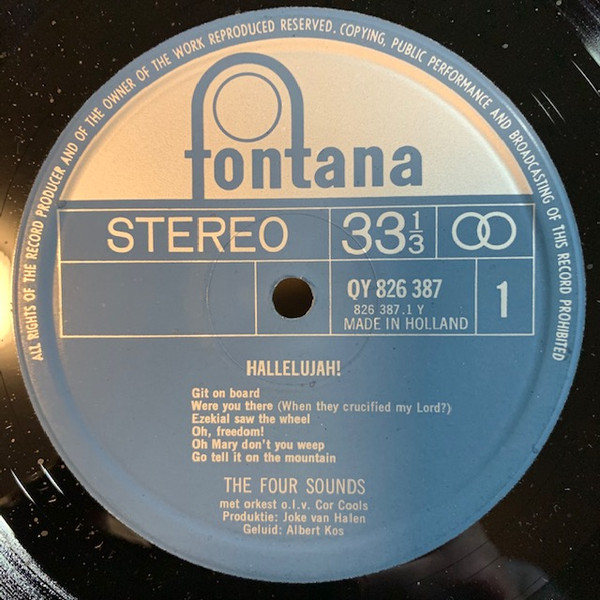 ALL RIGHTS OF THE RECORD PRODUCER AND OF THE OWNER OF THE WORK REPRODUCED RESERVED. COPYING, PUBLIC PERFORMANCE AND BROADCASTING OF THIS RECORD PROHIBITED
fontana
STEREO 33 1/3
QY 826 387
826 387.1 Y
MADE IN HOLLAND
1
HALLELUJAH!
Git on board
Were you there (When they crucified my Lord?)
Ezekial saw the wheel
Oh, freedom!
Oh Mary don't you weep
Go tell it on the mountain
THE FOUR SOUNDS
met orkest o.l.v. Cor Cools
Produktie: Joke van Halen
Geluid: Albert Kos